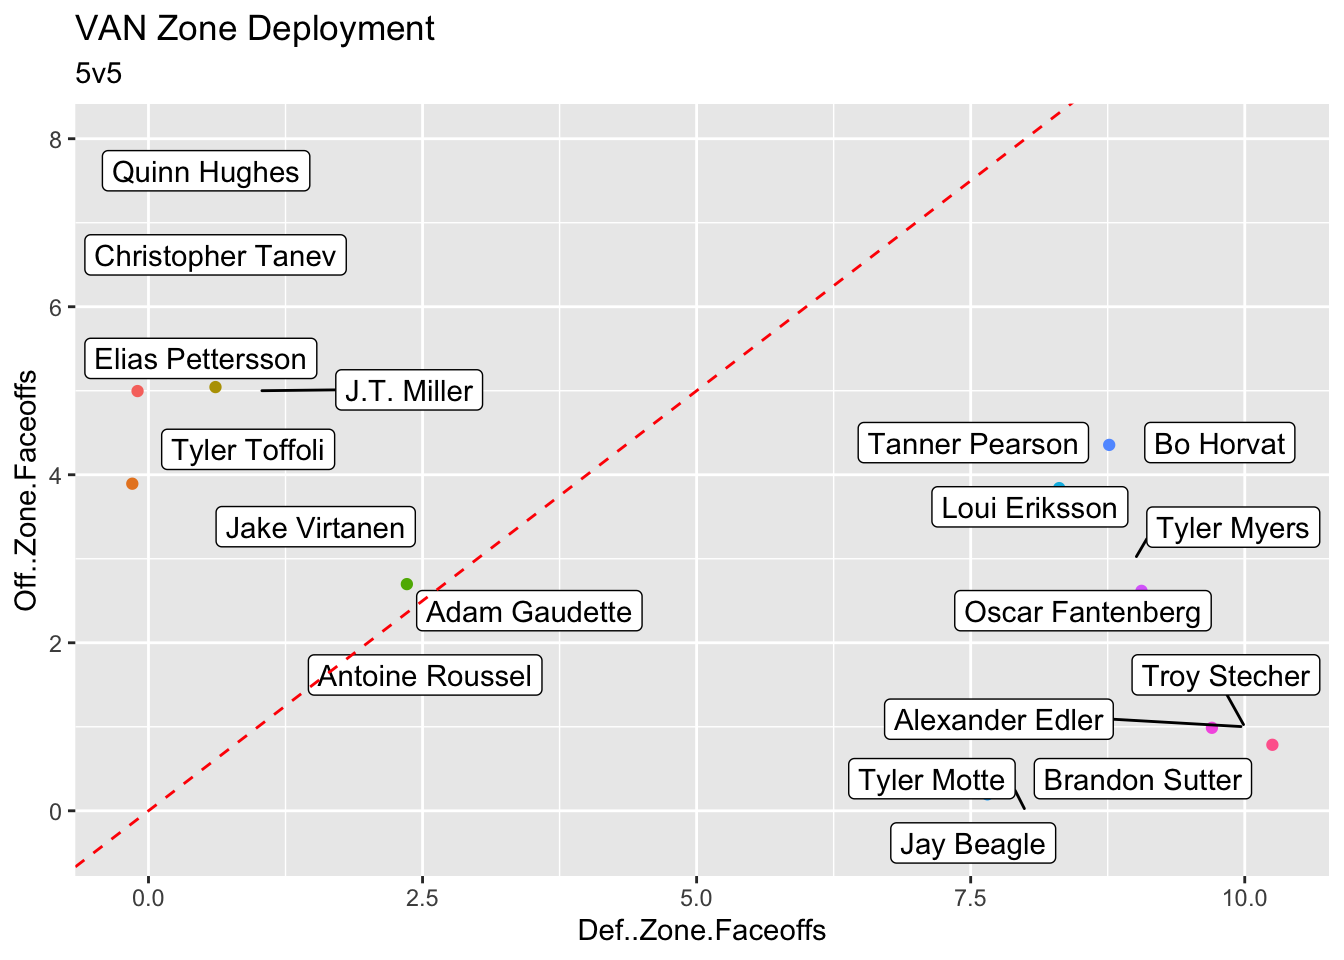 VAN Zone Deployment
5v5
Off..Zone.Faceoffs
8
6
4
2
0
Quinn Hughes
Christopher Tanev
Elias Pettersson
J.T. Miller
Tyler Toffoli
Tanner Pearson
Bo Horvat
Loui Eriksson
Jake Virtanen
Tyler Myers
Adam Gaudette
Oscar Fantenberg
Antoine Roussel
Troy Stecher
Alexander Edler
Tyler Motte
Brandon Sutter
Jay Beagle
0.0
2.5
5.0
7.5
10.0
Def..Zone.Faceoffs